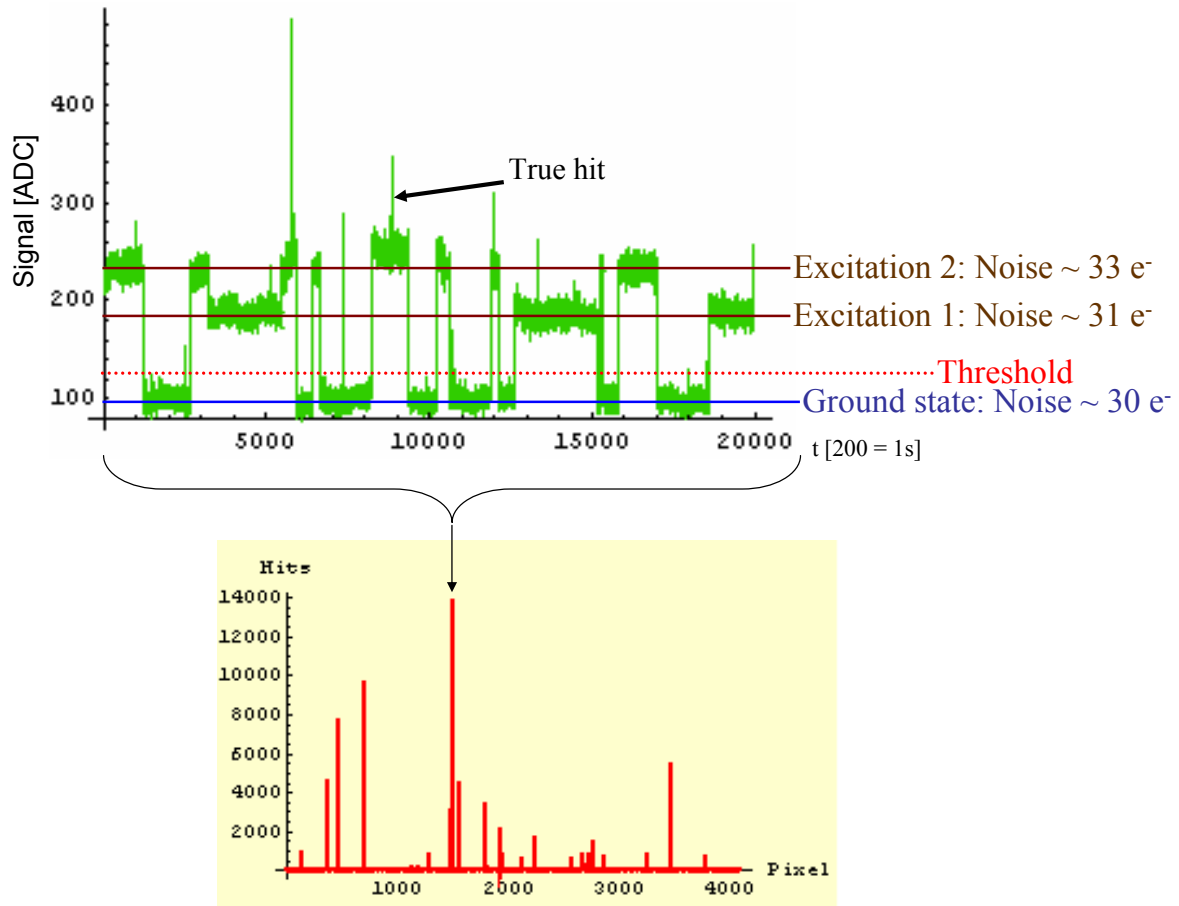 400
300
200
100
Signal [ADC]
True hit
Excitation 2: Noise ~ 33 e-
Excitation 1: Noise ~ 31 e-
Threshold
Ground state: Noise ~ 30 e-
5000 10000 15000 20000
t [200 = 1s]
Hits
14000
12000
10000
8000
6000
4000
2000
1000 2000 3000 4000
Pixel